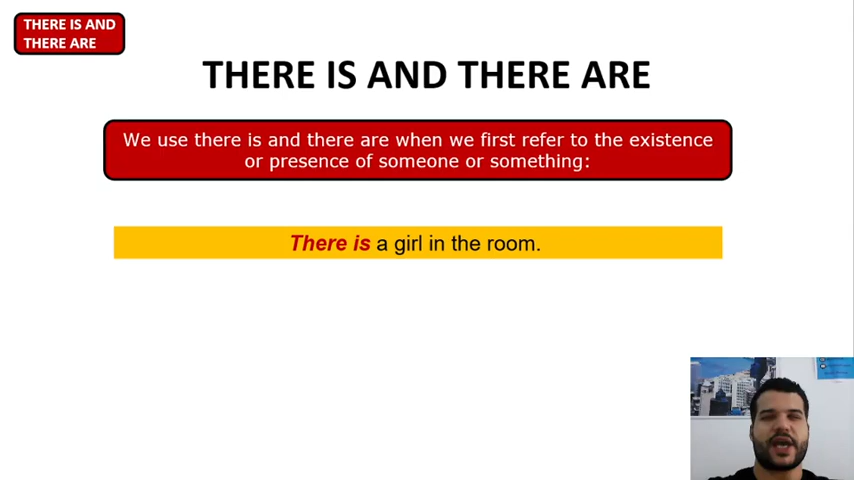 THERE IS AND
THERE ARE
THERE IS AND THERE ARE
We use there is and there are when we first refer to the existence
or presence of someone or something:
There is a girl in the room.